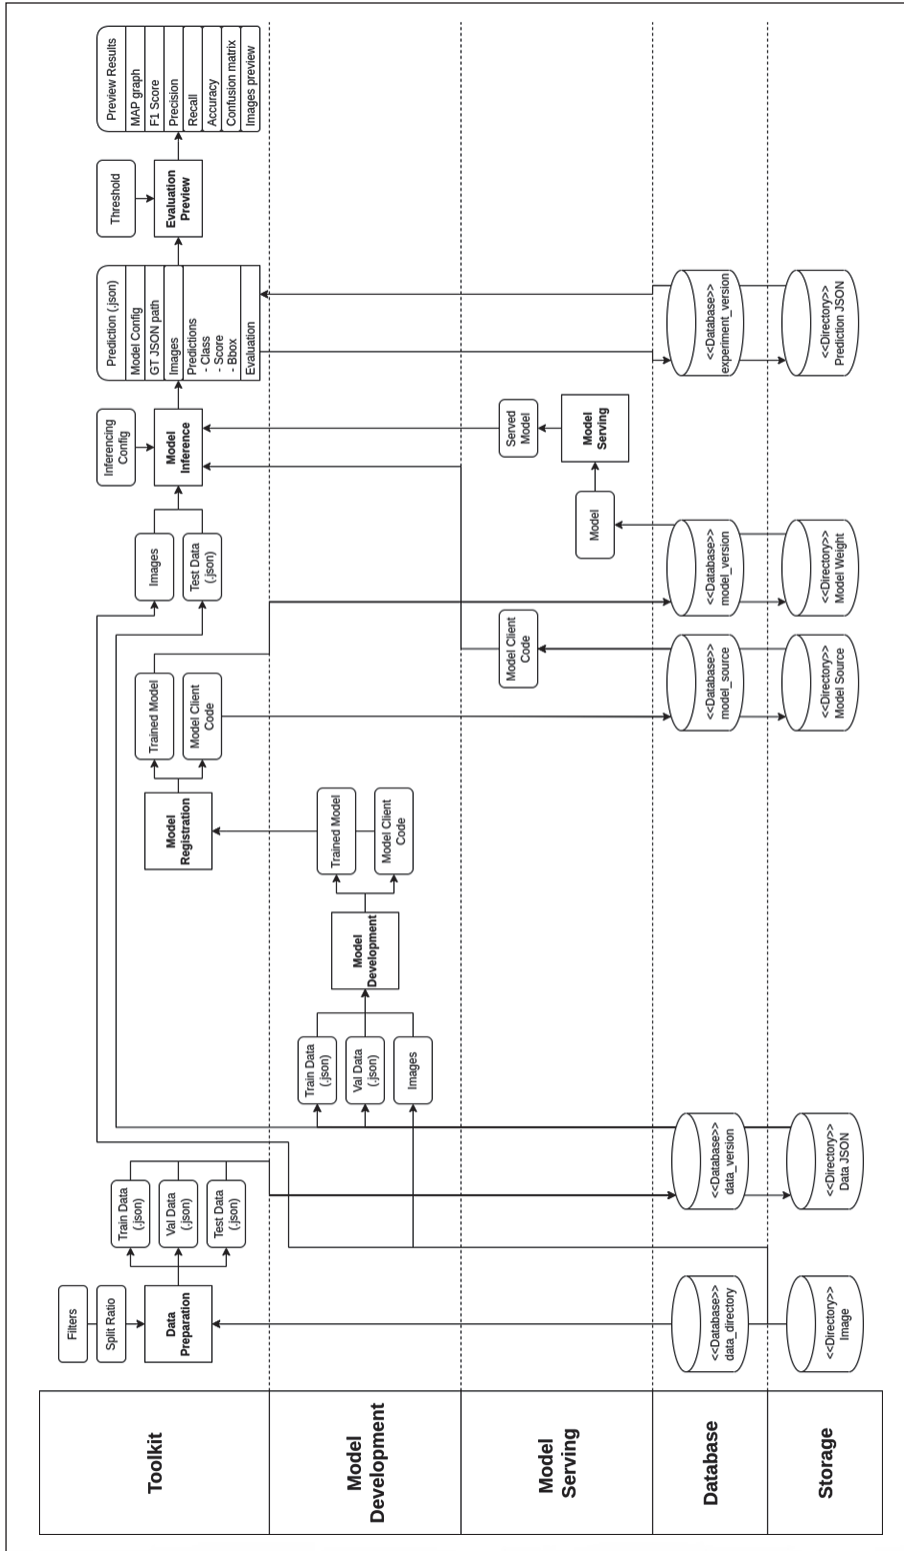 Toolkit
Filters
Split Ratio
Data
Preparation
Train Data
(.json)
Val Data
(.json)
Test Data
(.json)
Model
Registration
Trained Model
Model Client
Code
Images
Test Data
(.json)
Inferencing
Config
Model
Inference
Prediction (.json)
Model Config
GT JSON path
Images
Predictions
- Class
- Score
- Bbox
Evaluation
Threshold
Evaluation
Preview
Preview Results
MAP graph
F1 Score
Precision
Recall
Accuracy
Confusion matrix
Images preview
Model
Development
Train Data
(.json)
Val Data
(.json)
Images
Model
Development
Trained Model
Model Client
Code
Model
Serving
Model Client
Code
Model
Served
Model
Model
Serving
Database
<<Database>>
data_directory
<<Database>>
data_version
<<Database>>
model_source
<<Database>>
model_version
<<Database>>
experiment_version
Storage
<<Directory>>
Image
<<Directory>>
Data JSON
<<Directory>>
Model Source
<<Directory>>
Model Weight
<<Directory>>
Prediction JSON